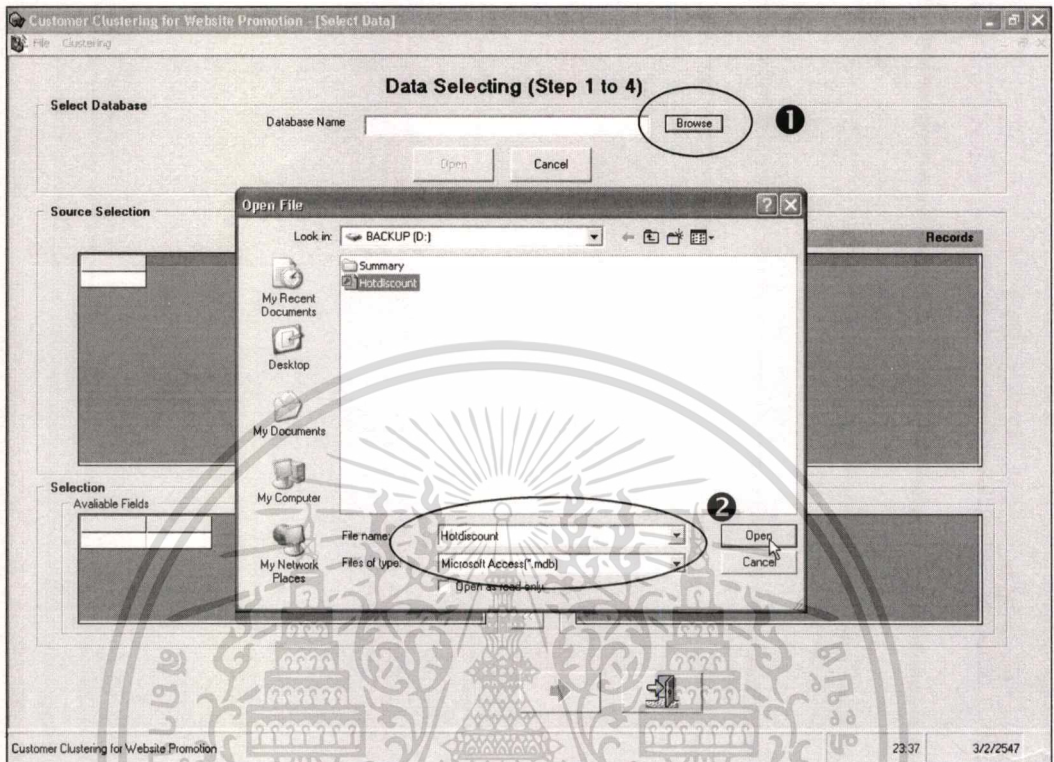 Customer Clustering for Website Promotion - [Select Data]
File Clustering
Data Selecting (Step 1 to 4)
Select Database
Database Name
Browse
1
Open
Cancel
Source Selection
Records
Open File
Look in: BACKUP (D:)
Summary
Hotdiscount
My Recent Documents
Desktop
My Documents
My Computer
My Network Places
2
File name: Hotdiscount
Open
Files of type: Microsoft Access(*.mdb)
Cancel
Open as read-only
Selection
Avaliable Fields
Customer Clustering for Website Promotion
23:37
3/2/2547